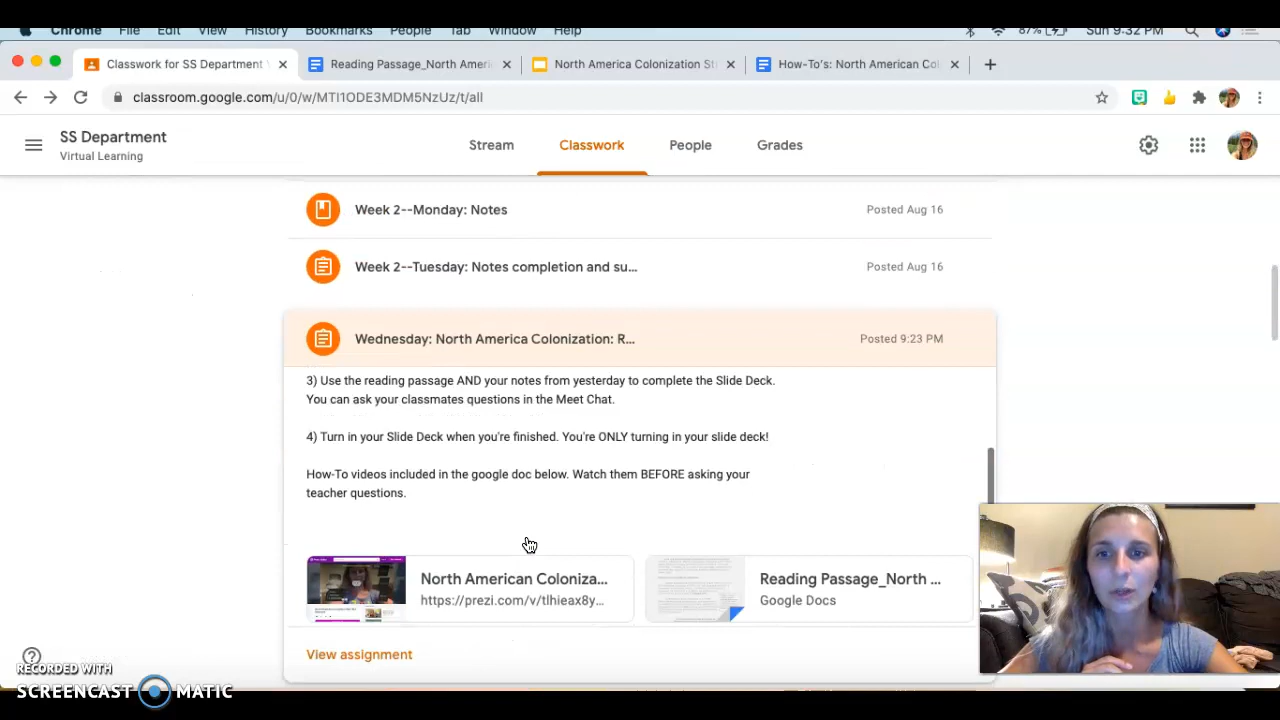 Chrome File Edit View History Bookmarks People Tab Window Help 87% Sun 9:32 PM
Classwork for SS Department Reading Passage_North Ameri North America Colonization St How-To's: North American Co
classroom.google.com/u/0/w/MTI1ODE3MDM5NzUz/t/all
SS Department
Virtual Learning
Stream Classwork People Grades
Week 2--Monday: Notes Posted Aug 16
Week 2--Tuesday: Notes completion and su... Posted Aug 16
Wednesday: North America Colonization: R... Posted 9:23 PM
3) Use the reading passage AND your notes from yesterday to complete the Slide Deck.
You can ask your classmates questions in the Meet Chat.
4) Turn in your Slide Deck when you're finished. You're ONLY turning in your slide deck!
How-To videos included in the google doc below. Watch them BEFORE asking your
teacher questions.
North American Coloniza... Reading Passage_North ...
https://prezi.com/v/tlhieax8y... Google Docs
View assignment
RECORDED WITH
SCREENCAST MATIC